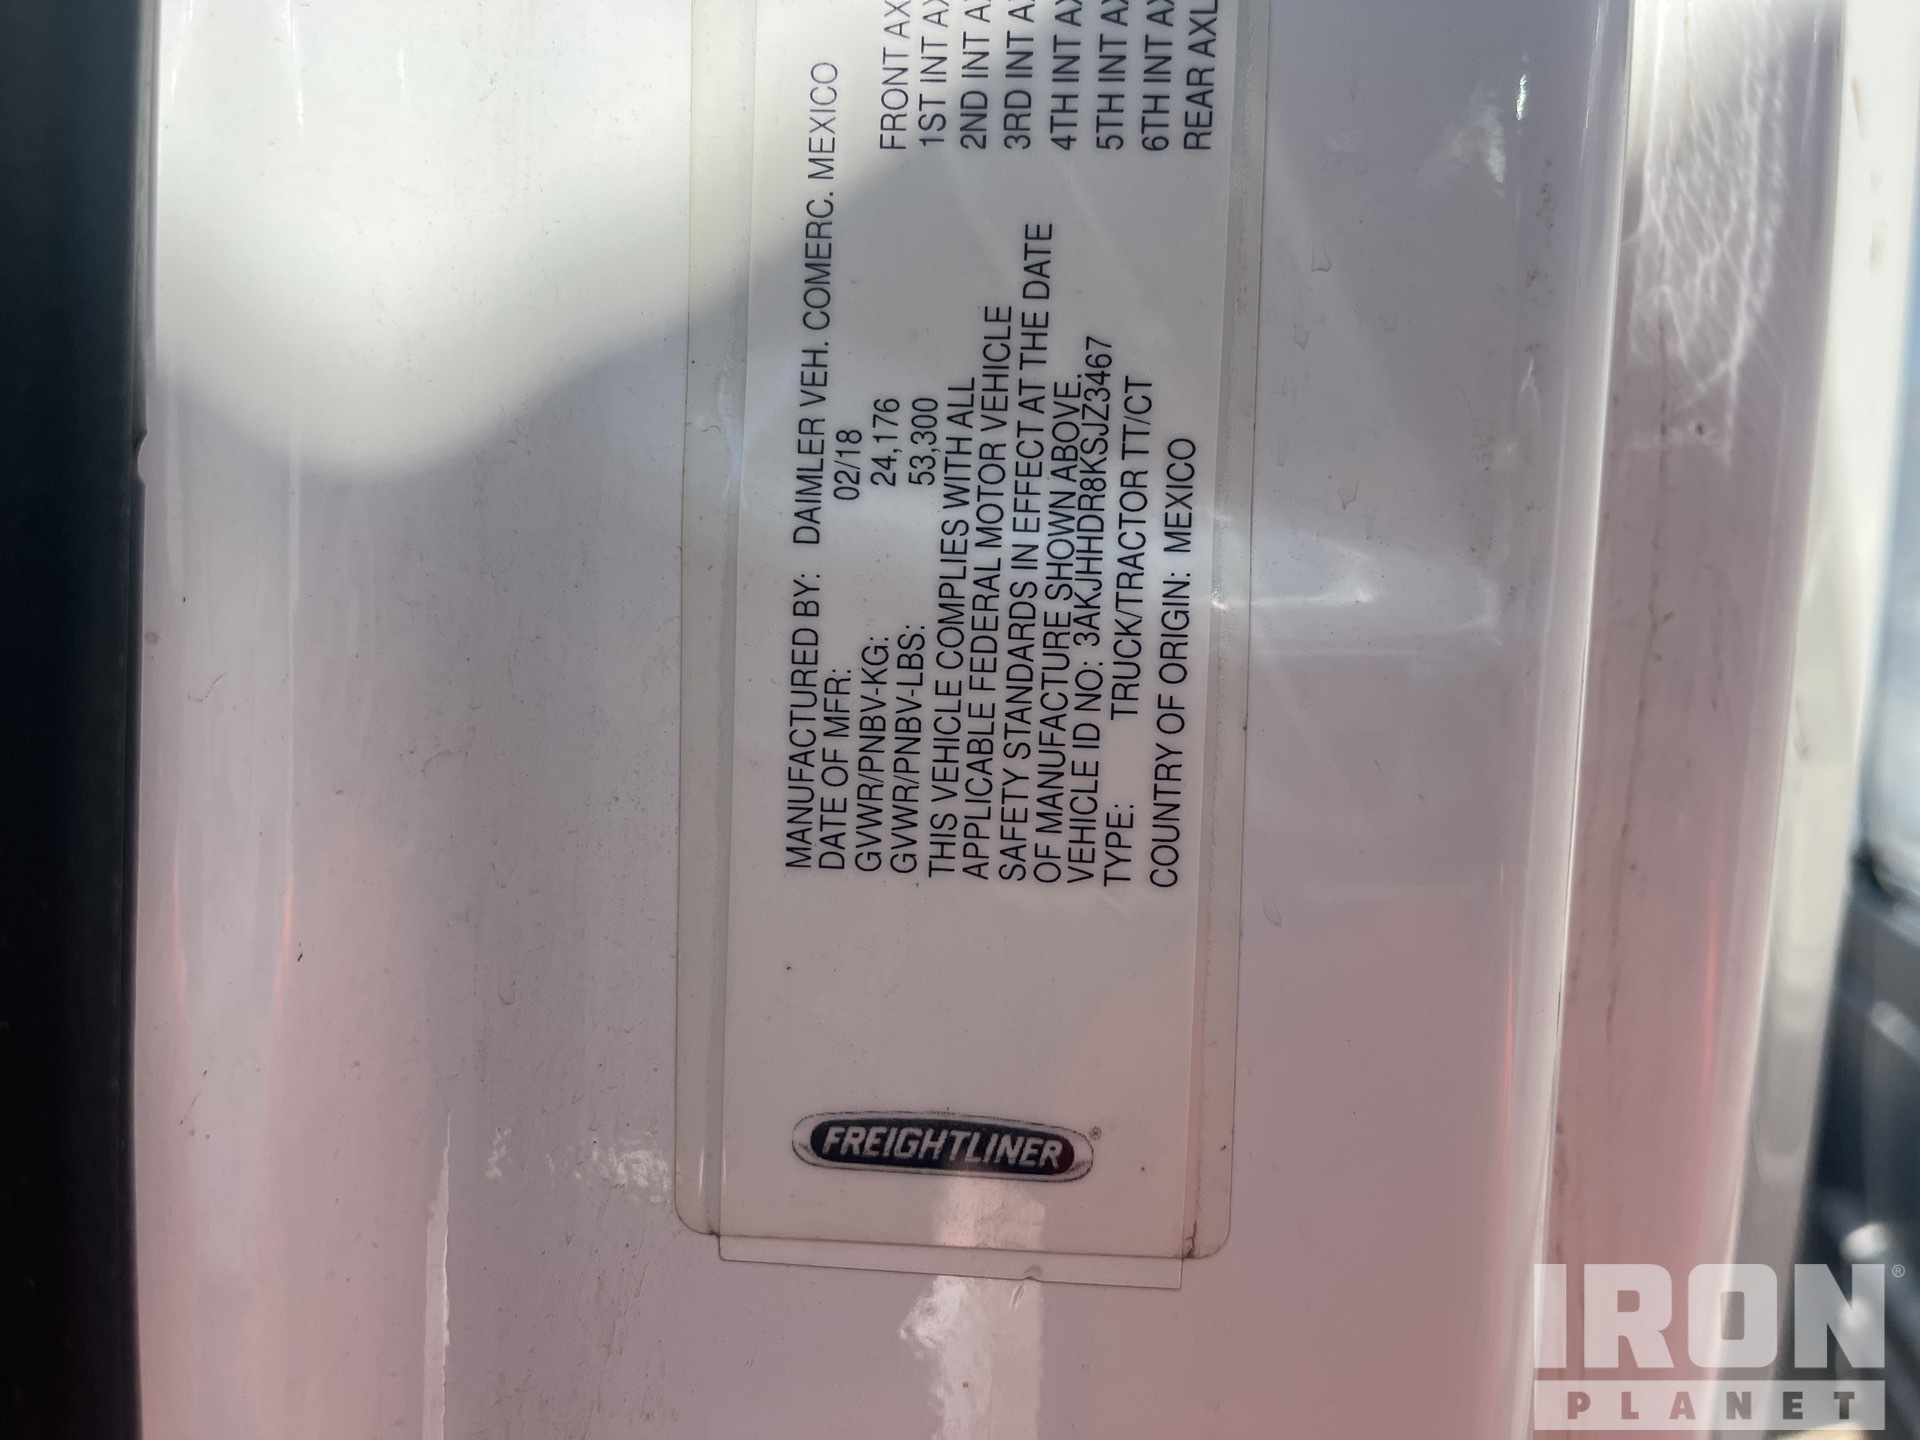 MANUFACTURED BY: DAIMLER VEH. COMERC. MEXICO
DATE OF MFR: 02/18
GVWR/PNBV-KG: 24,176
GVWR/PNBV-LBS: 53,300
THIS VEHICLE COMPLIES WITH ALL
APPLICABLE FEDERAL MOTOR VEHICLE
SAFETY STANDARDS IN EFFECT AT THE DATE
OF MANUFACTURE SHOWN ABOVE.
VEHICLE ID NO: 3AKJHHDR8KSJZ3467
TYPE: TRUCK/TRACTOR TT/CT
COUNTRY OF ORIGIN: MEXICO
FRONT AX
1ST INT AX
2ND INT A
3RD INT A
4TH INT AX
5TH INT AX
6TH INT AX
REAR AXL
FREIGHTLINER®
IRON®
PLANET